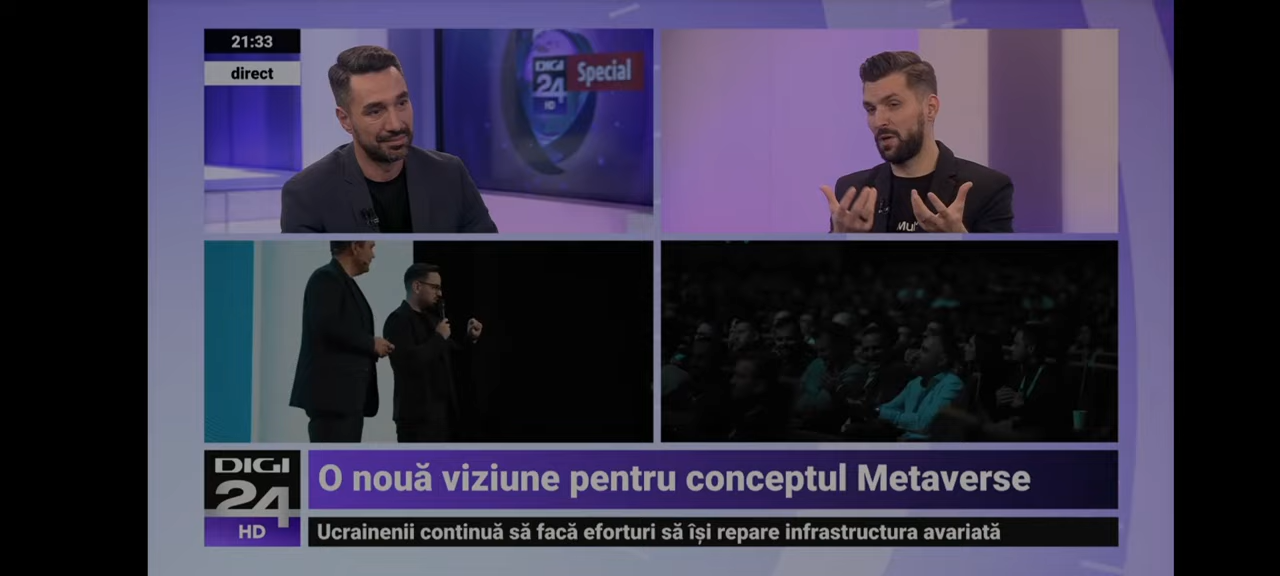 21:33
direct
DIGI
24
HD
Special
Mul
DIGI
24
HD
O nouă viziune pentru conceptul Metaverse
Ucrainenii continuă să facă eforturi să își repare infrastructura avariată